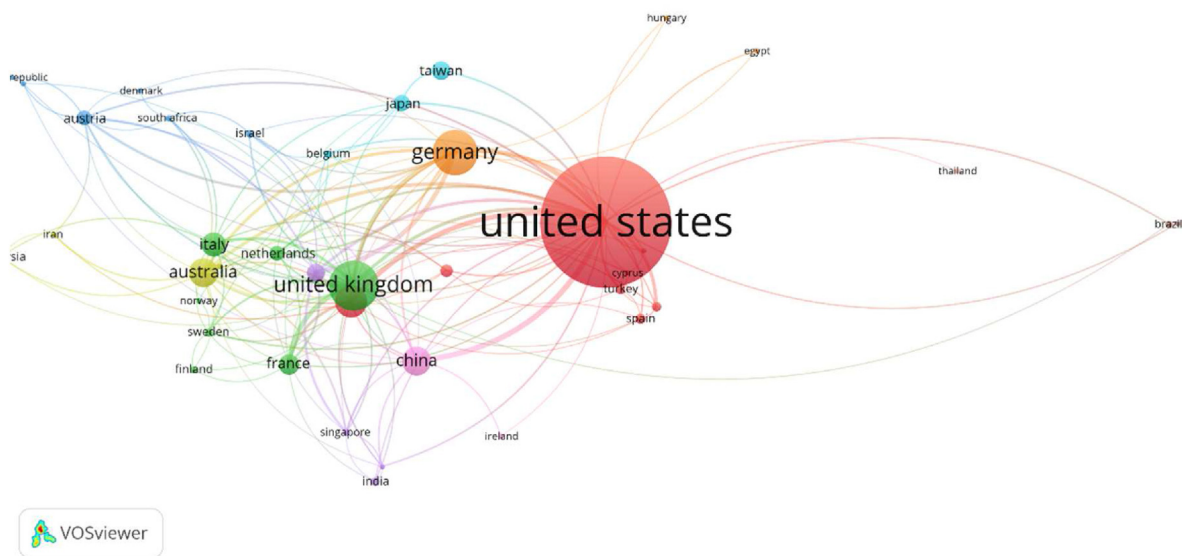 hungary
egypt
taiwan
republic
denmark
japan
austria
south africa
israel
germany
belgium
thailand
united states
brazil
iran
italy
netherlands
sia
australia
cyprus
united kingdom
turkey
norway
spain
sweden
france
china
finland
singapore
ireland
india
VOSviewer